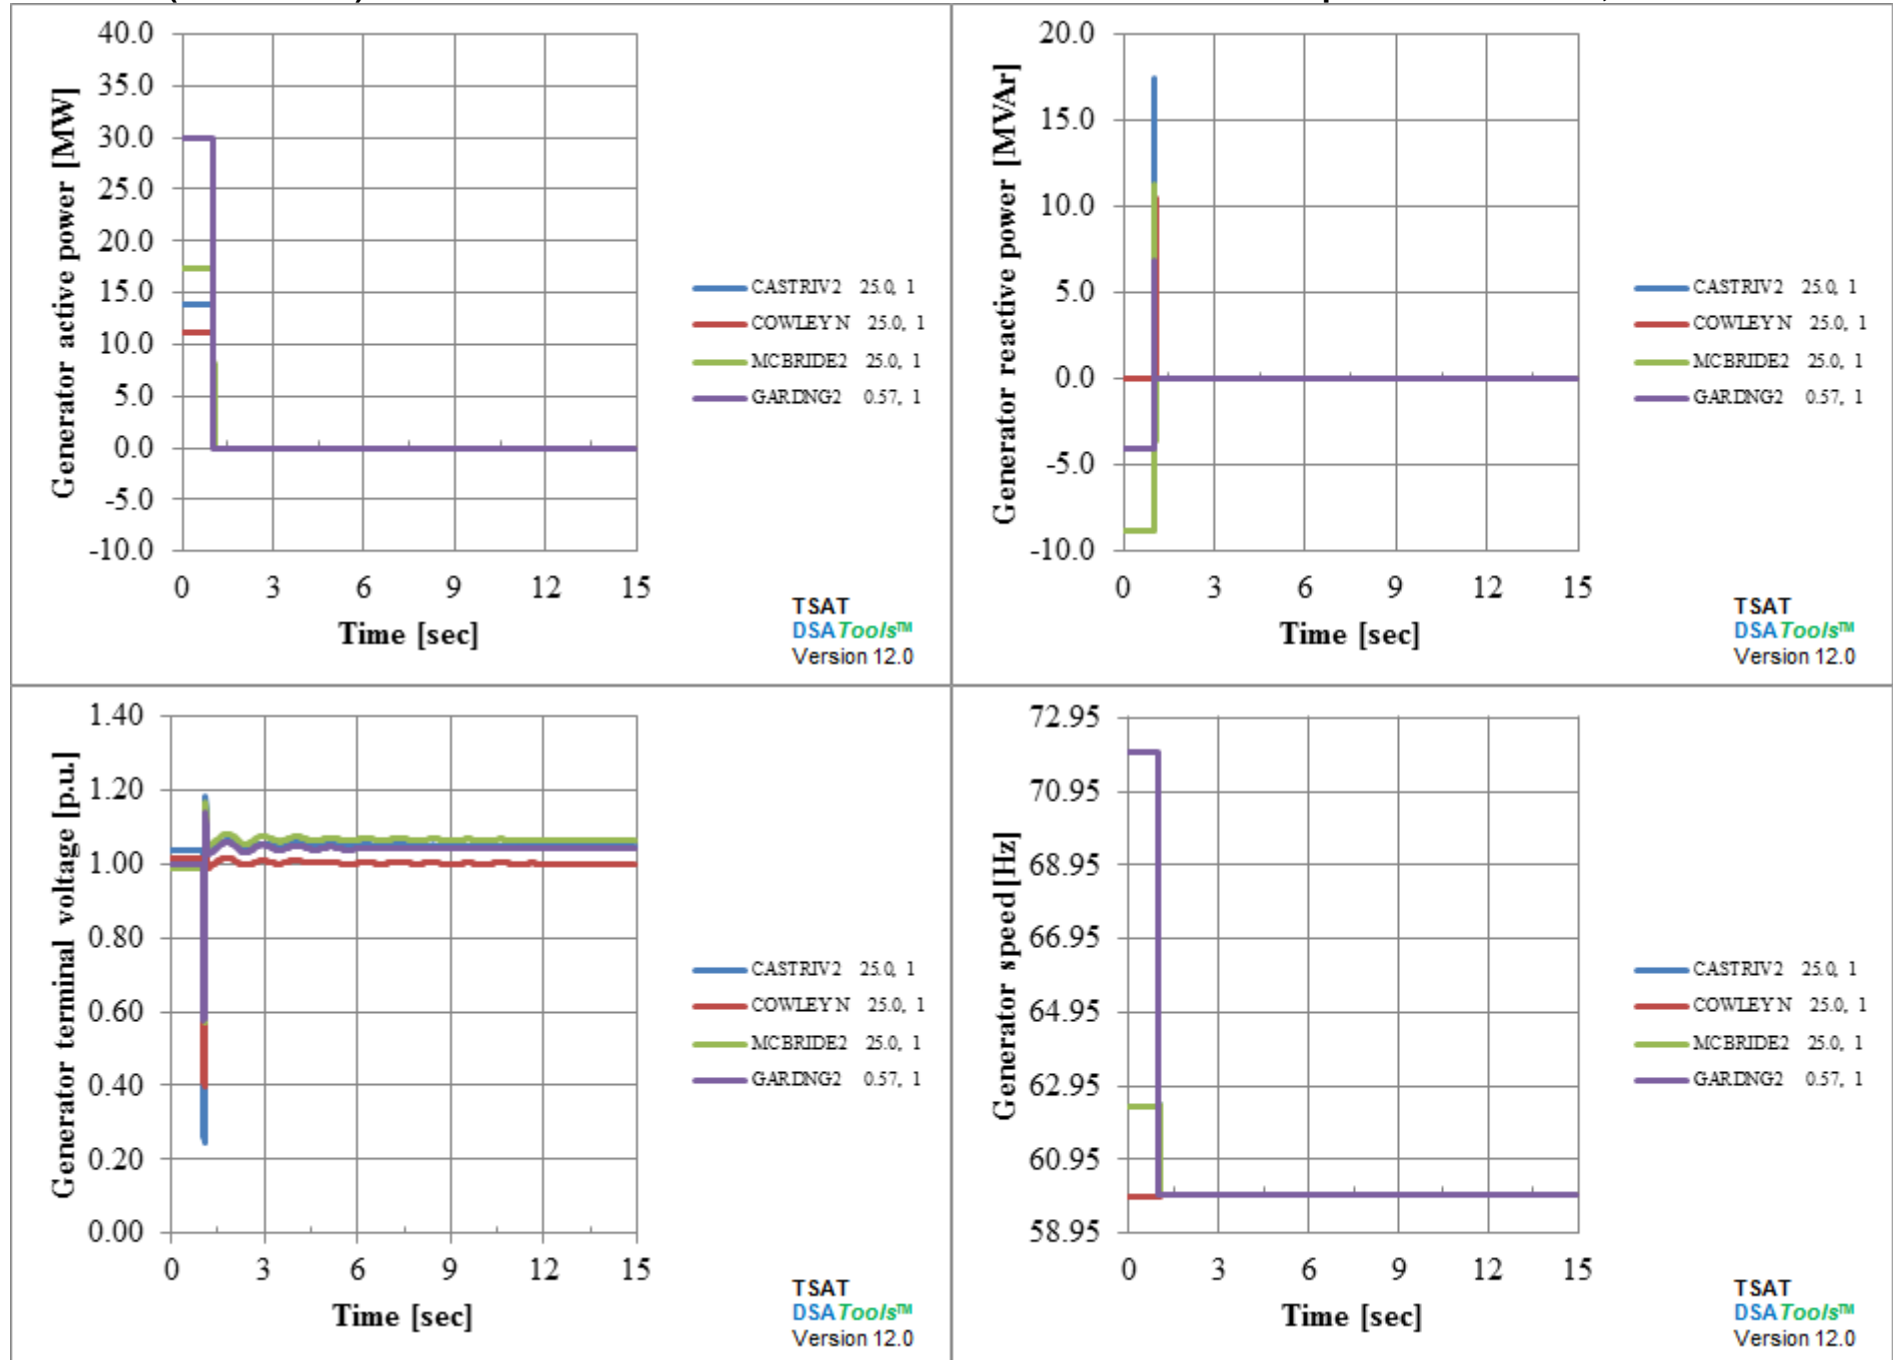 Generator active power [MW]
40.0
35.0
30.0
25.0
20.0
15.0
10.0
5.0
0.0
-5.0
-10.0
0 3 6 9 12 15
Time [sec]
CASTRIV2 25.0, 1
COWLEY N 25.0, 1
MCBRIDE2 25.0, 1
GARDNG2 0.57, 1
TSAT
DSATools™
Version 12.0
Generator reactive power [MVAr]
20.0
15.0
10.0
5.0
0.0
-5.0
-10.0
0 3 6 9 12 15
Time [sec]
CASTRIV2 25.0, 1
COWLEY N 25.0, 1
MCBRIDE2 25.0, 1
GARDNG2 0.57, 1
TSAT
DSATools™
Version 12.0
Generator terminal voltage [p.u.]
1.40
1.20
1.00
0.80
0.60
0.40
0.20
0.00
0 3 6 9 12 15
Time [sec]
CASTRIV2 25.0, 1
COWLEY N 25.0, 1
MCBRIDE2 25.0, 1
GARDNG2 0.57, 1
TSAT
DSATools™
Version 12.0
Generator speed[Hz]
72.95
70.95
68.95
66.95
64.95
62.95
60.95
58.95
0 3 6 9 12 15
Time [sec]
CASTRIV2 25.0, 1
COWLEY N 25.0, 1
MCBRIDE2 25.0, 1
GARDNG2 0.57, 1
TSAT
DSATools™
Version 12.0